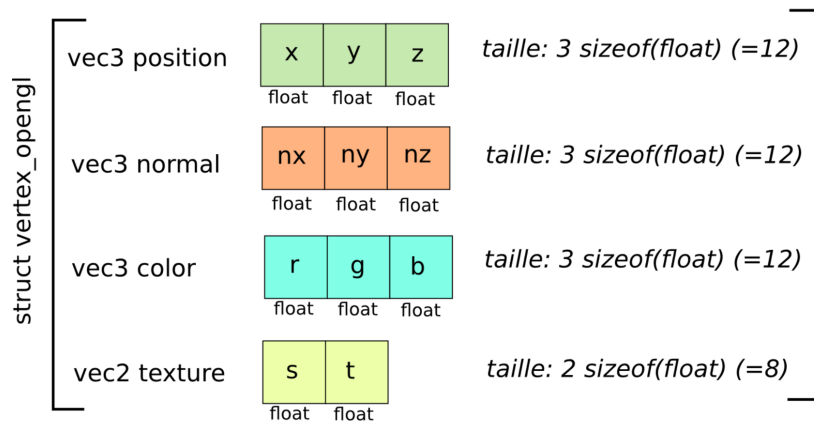 struct vertex_opengl
vec3 position x y z taille: 3 sizeof(float) (=12)
float float float
vec3 normal nx ny nz taille: 3 sizeof(float) (=12)
float float float
vec3 color r g b taille: 3 sizeof(float) (=12)
float float float
vec2 texture s t taille: 2 sizeof(float) (=8)
float float